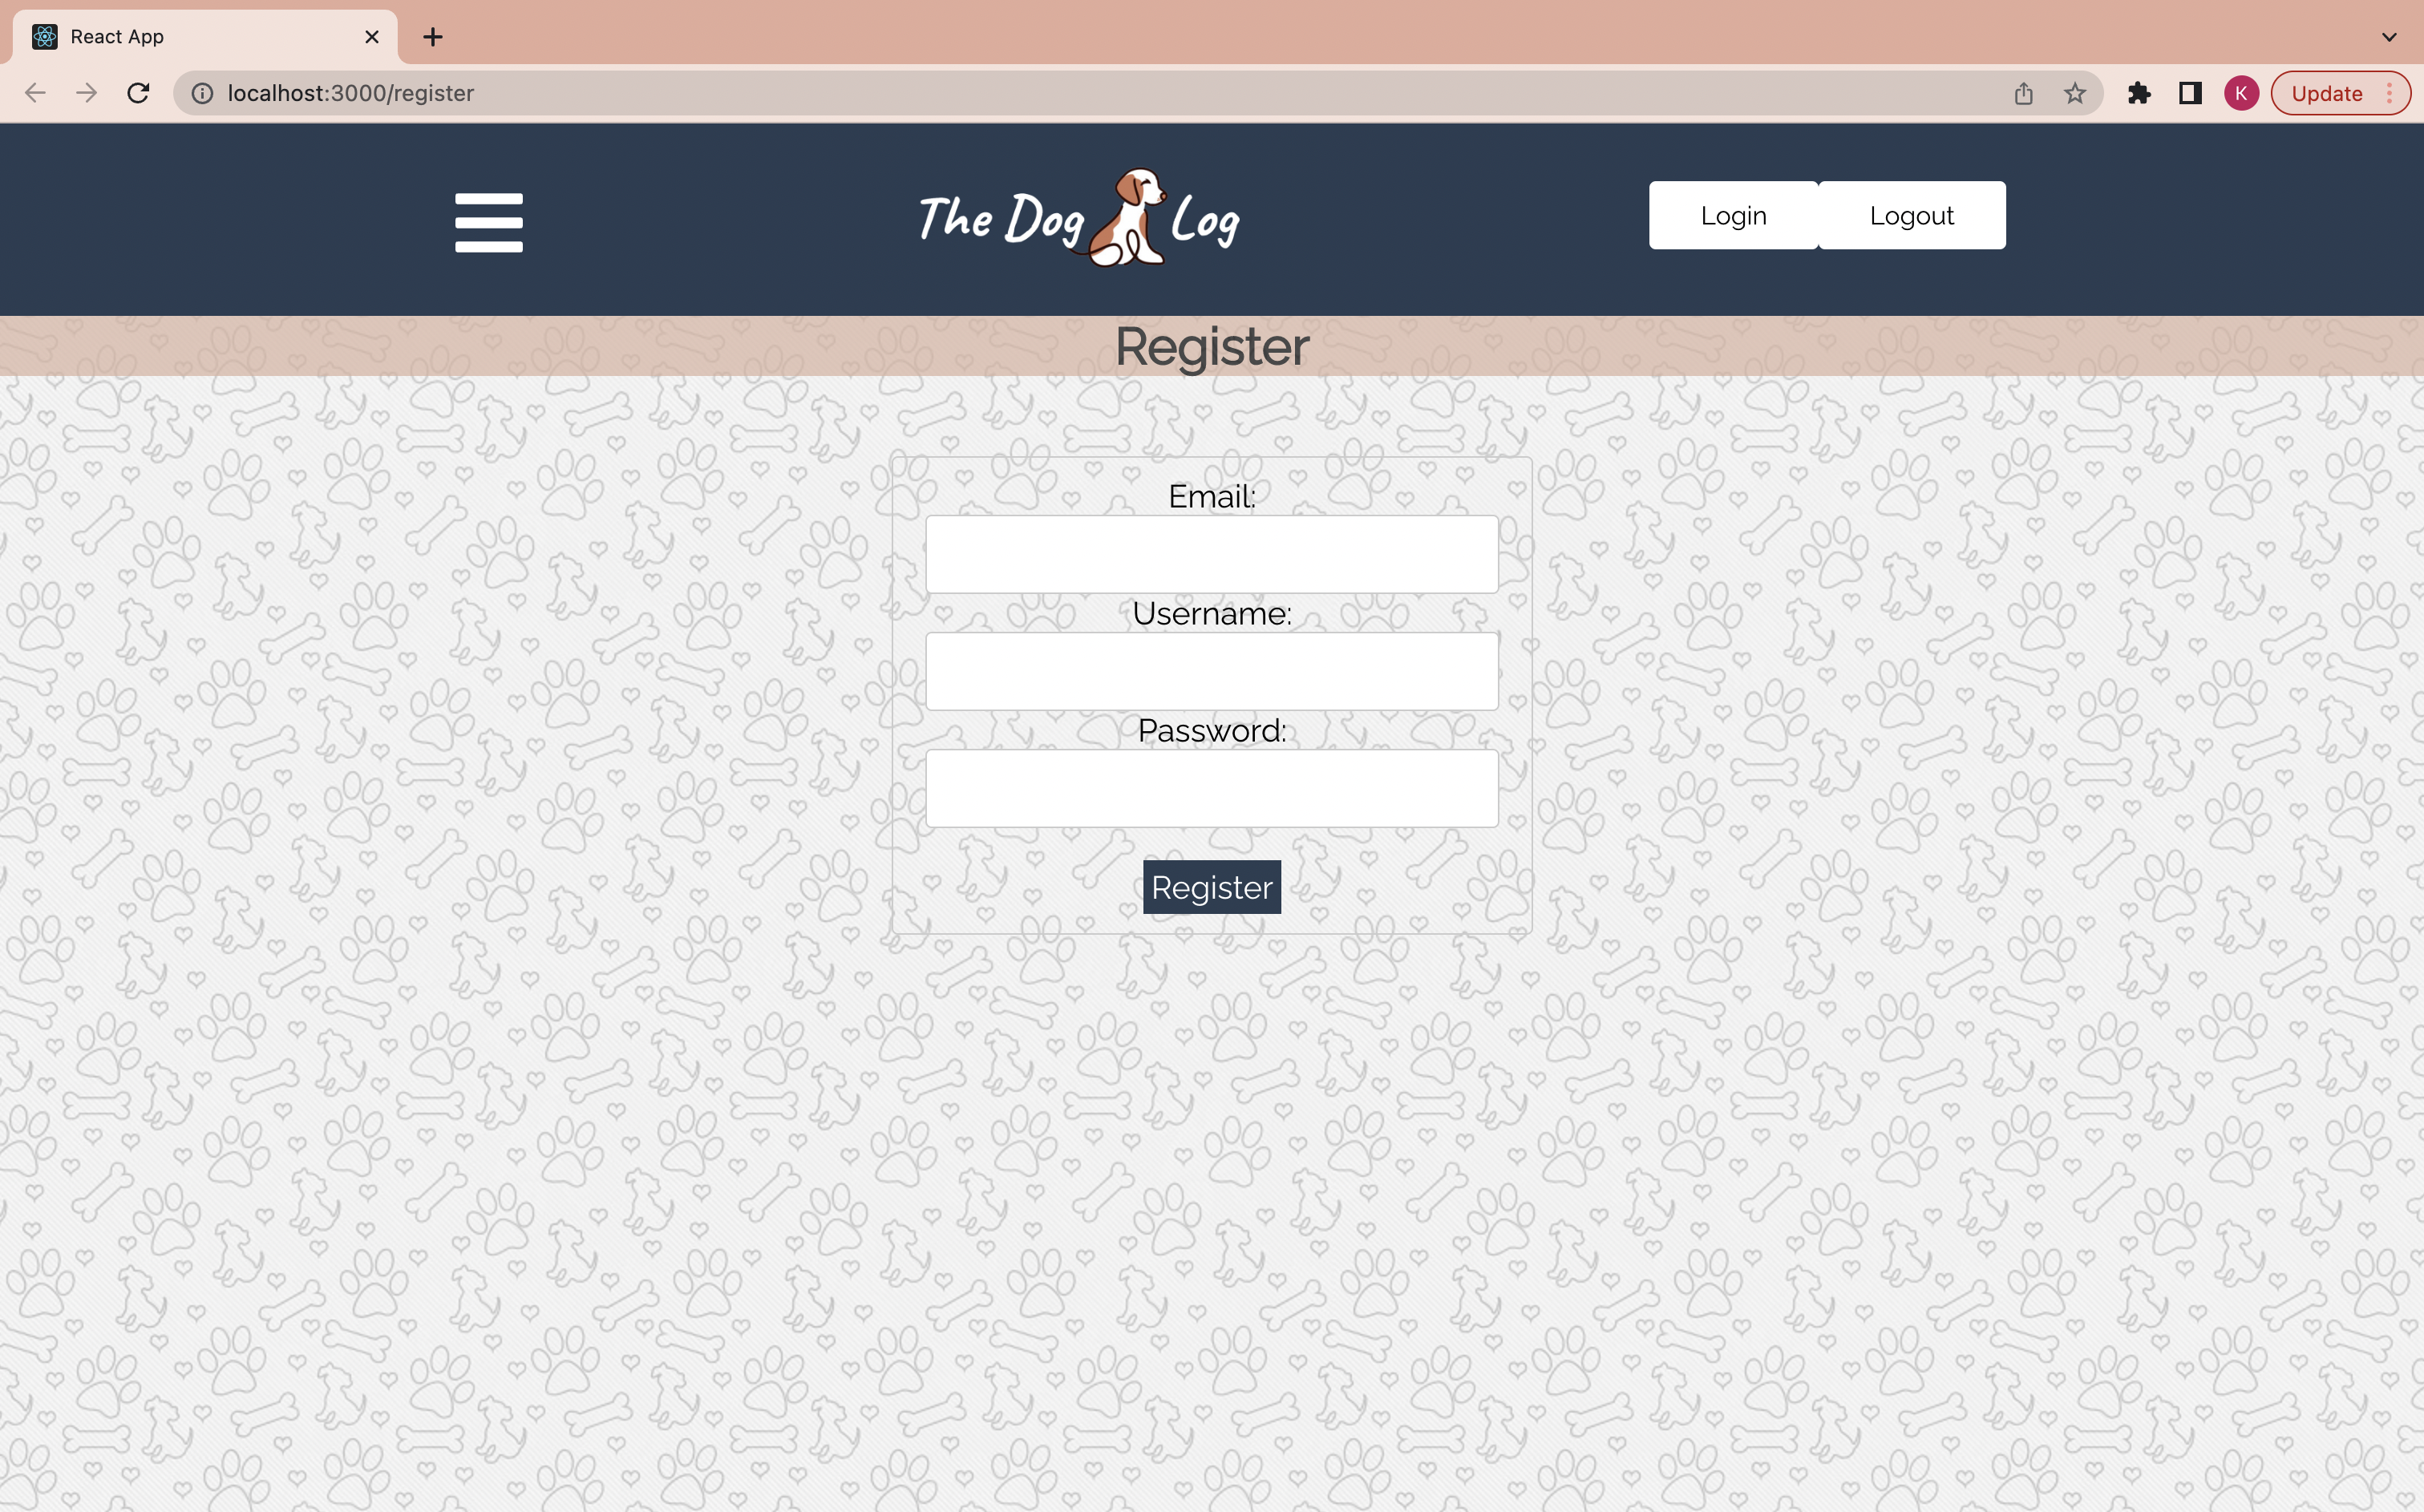 React App
localhost:3000/register
K
Update
The Dog Log
Login
Logout
Register
Email:
Username:
Password:
Register